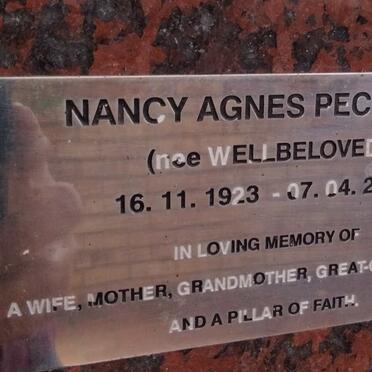 NANCY AGNES PEC
(nee WELLBELOVED
16. 11. 1923 - 07. 04. 2
IN LOVING MEMORY OF
A WIFE, MOTHER, GRANDMOTHER, GREAT-
AND A PILLAR OF FAITH.